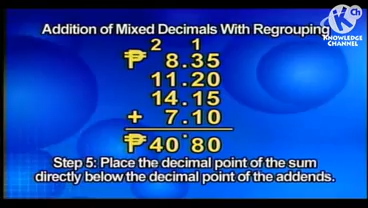 Addition of Mixed Decimals With Regrouping
Ch
K
KNOWLEDGE
CHANNEL
2 1
₱ 8.35
11.20
14.15
+ 7.10
₱40.80
Step 5: Place the decimal point of the sum
directly below the decimal point of the addends.